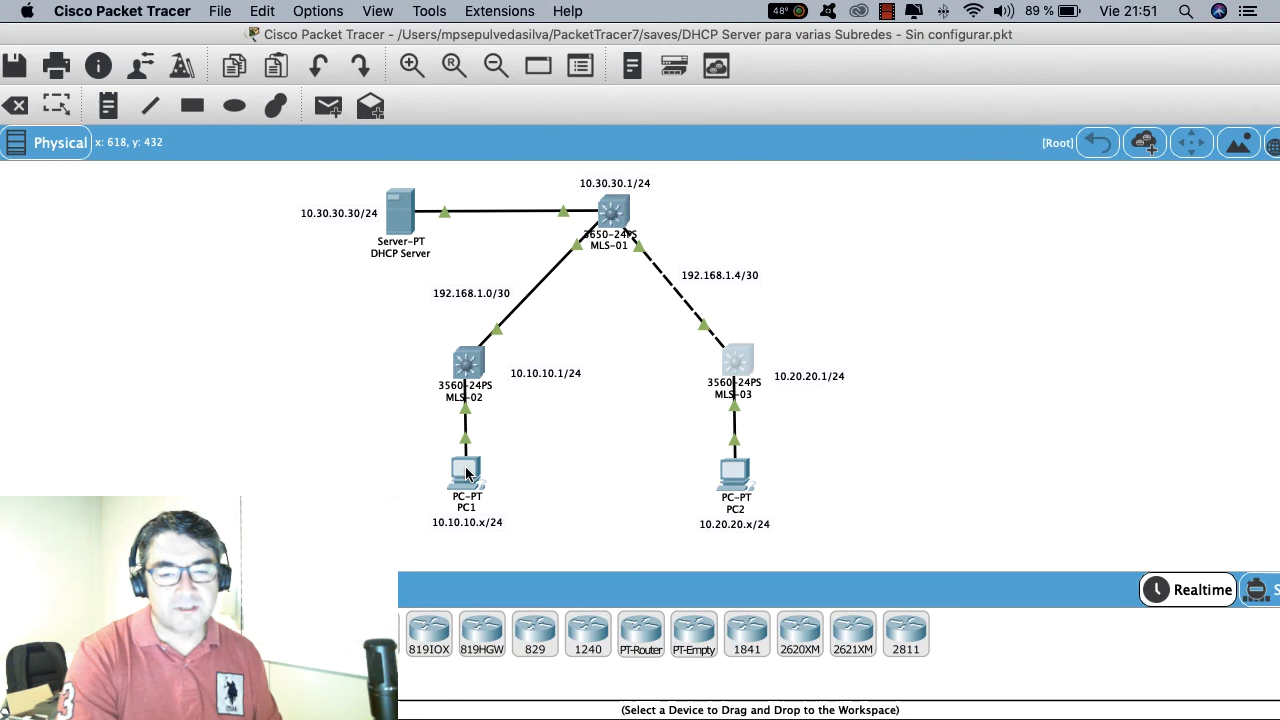 Cisco Packet Tracer File Edit Options View Tools Extensions Help 48° 89 % Vie 21:51
Cisco Packet Tracer - /Users/mpsepulvedasilva/PacketTracer7/saves/DHCP Server para varias Subredes - Sin configurar.pkt
Physical x: 618, y: 432 [Root]
10.30.30.1/24
10.30.30.30/24
3650-24PS
MLS-01
Server-PT
DHCP Server
192.168.1.4/30
192.168.1.0/30
10.10.10.1/24
10.20.20.1/24
3560-24PS
MLS-02
3560-24PS
MLS-03
PC-PT
PC1
10.10.10.x/24
PC-PT
PC2
10.20.20.x/24
Realtime
819IOX 819HGW 829 1240 PT-Router PT-Empty 1841 2620XM 2621XM 2811
(Select a Device to Drag and Drop to the Workspace)
3